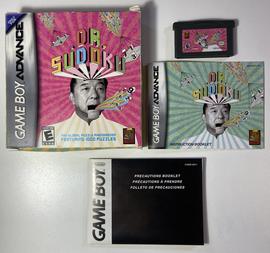 GAME BOY ADVANCE
DR.
SUDOKU
THE GLOBAL PUZZLE PHENOMENON!
FEATURES 1000 PUZZLES
E
GAME BOY ADVANCE
DR.
SUDOKU
INSTRUCTION BOOKLET
GAME BOY
PRECAUTIONS BOOKLET
PRÉCAUTIONS À PRENDRE
FOLLETO DE PRECAUCIONES